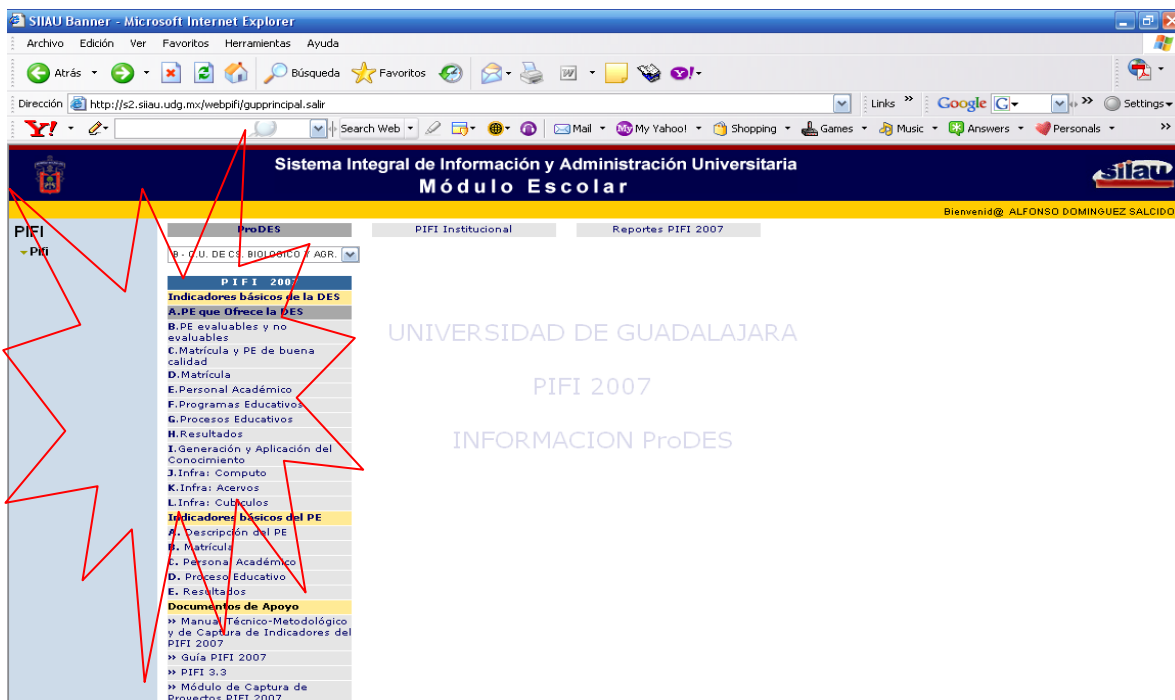 SIIAU Banner - Microsoft Internet Explorer
Archivo Edición Ver Favoritos Herramientas Ayuda
Atrás Búsqueda Favoritos
Dirección http://s2.siiau.udg.mx/webpifi/gupprincipal.salir Links » Google G Settings
Y! Search Web Mail My Yahoo! Shopping Games Music Answers Personals »
Sistema Integral de Información y Administración Universitaria
Módulo Escolar
siiau
Bienvenid@ ALFONSO DOMINGUEZ SALCIDO
PIFI
Pifi
ProDES PIFI Institucional Reportes PIFI 2007
9 - C.U. DE CS. BIOLOGICO Y AGR.
PIFI 2007
Indicadores básicos de la DES
A.PE que Ofrece la DES
B.PE evaluables y no
evaluables
C.Matrícula y PE de buena
calidad
D.Matrícula
E.Personal Académico
F.Programas Educativos
G.Procesos Educativos
H.Resultados
I.Generación y Aplicación del
Conocimiento
J.Infra: Computo
K.Infra: Acervos
L.Infra: Cubículos
Indicadores básicos del PE
A. Descripción del PE
B. Matrícula
C. Personal Académico
D. Proceso Educativo
E. Resultados
Documentos de Apoyo
» Manual Técnico-Metodológico
y de Captura de Indicadores del
PIFI 2007
» Guía PIFI 2007
» PIFI 3.3
» Módulo de Captura de
Proyectos PIFI 2007
UNIVERSIDAD DE GUADALAJARA
PIFI 2007
INFORMACION ProDES